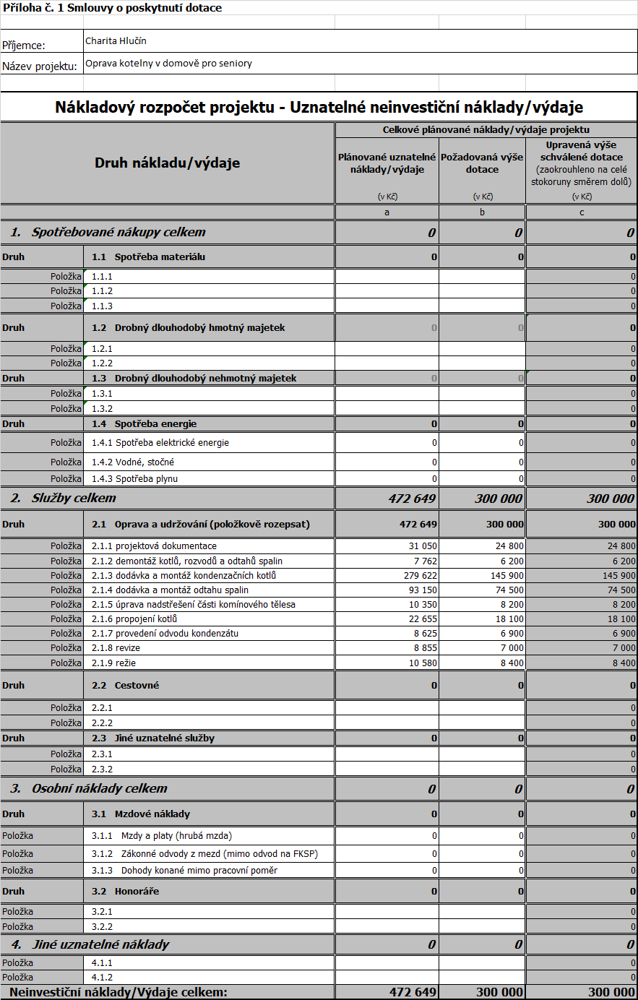 Příloha č. 1 Smlouvy o poskytnutí dotace
Příjemce: Charita Hlučín
Název projektu: Oprava kotelny v domově pro seniory
Nákladový rozpočet projektu - Uznatelné neinvestiční náklady/výdaje
Druh nákladu/výdaje
Celkové plánované náklady/výdaje projektu
Plánované uznatelné náklady/výdaje (v Kč)
Požadovaná výše dotace (v Kč)
Upravená výše schválené dotace (zaokrouhleno na celé stokoruny směrem dolů) (v Kč)
a b c
1. Spotřebované nákupy celkem 0 0 0
Druh 1.1 Spotřeba materiálu 0 0 0
Položka 1.1.1 0
Položka 1.1.2 0
Položka 1.1.3 0
Druh 1.2 Drobný dlouhodobý hmotný majetek 0 0 0
Položka 1.2.1 0
Položka 1.2.2 0
Druh 1.3 Drobný dlouhodobý nehmotný majetek 0 0 0
Položka 1.3.1 0
Položka 1.3.2 0
Druh 1.4 Spotřeba energie 0 0 0
Položka 1.4.1 Spotřeba elektrické energie 0 0 0
Položka 1.4.2 Vodné, stočné 0 0 0
Položka 1.4.3 Spotřeba plynu 0 0 0
2. Služby celkem 472 649 300 000 300 000
Druh 2.1 Oprava a udržování (položkově rozepsat) 472 649 300 000 300 000
Položka 2.1.1 projektová dokumentace 31 050 24 800 24 800
Položka 2.1.2 demontáž kotlů, rozvodů a odtahů spalin 7 762 6 200 6 200
Položka 2.1.3 dodávka a montáž kondenzačních kotlů 279 622 145 900 145 900
Položka 2.1.4 dodávka a montáž odtahu spalin 93 150 74 500 74 500
Položka 2.1.5 úprava nadstřešení části komínového tělesa 10 350 8 200 8 200
Položka 2.1.6 propojení kotlů 22 655 18 100 18 100
Položka 2.1.7 provedení odvodu kondenzátu 8 625 6 900 6 900
Položka 2.1.8 revize 8 855 7 000 7 000
Položka 2.1.9 režie 10 580 8 400 8 400
Druh 2.2 Cestovné 0 0 0
Položka 2.2.1 0
Položka 2.2.2 0
Druh 2.3 Jiné uznatelné služby 0 0 0
Položka 2.3.1 0
Položka 2.3.2 0
3. Osobní náklady celkem 0 0 0
Druh 3.1 Mzdové náklady 0 0 0
Položka 3.1.1 Mzdy a platy (hrubá mzda) 0 0 0
Položka 3.1.2 Zákonné odvody z mezd (mimo odvod na FKSP) 0 0 0
Položka 3.1.3 Dohody konané mimo pracovní poměr 0 0 0
Druh 3.2 Honoráře 0 0 0
Položka 3.2.1 0
Položka 3.2.2 0
4. Jiné uznatelné náklady 0 0 0
Položka 4.1.1 0
Položka 4.1.2 0
Neinvestiční náklady/Výdaje celkem: 472 649 300 000 300 000